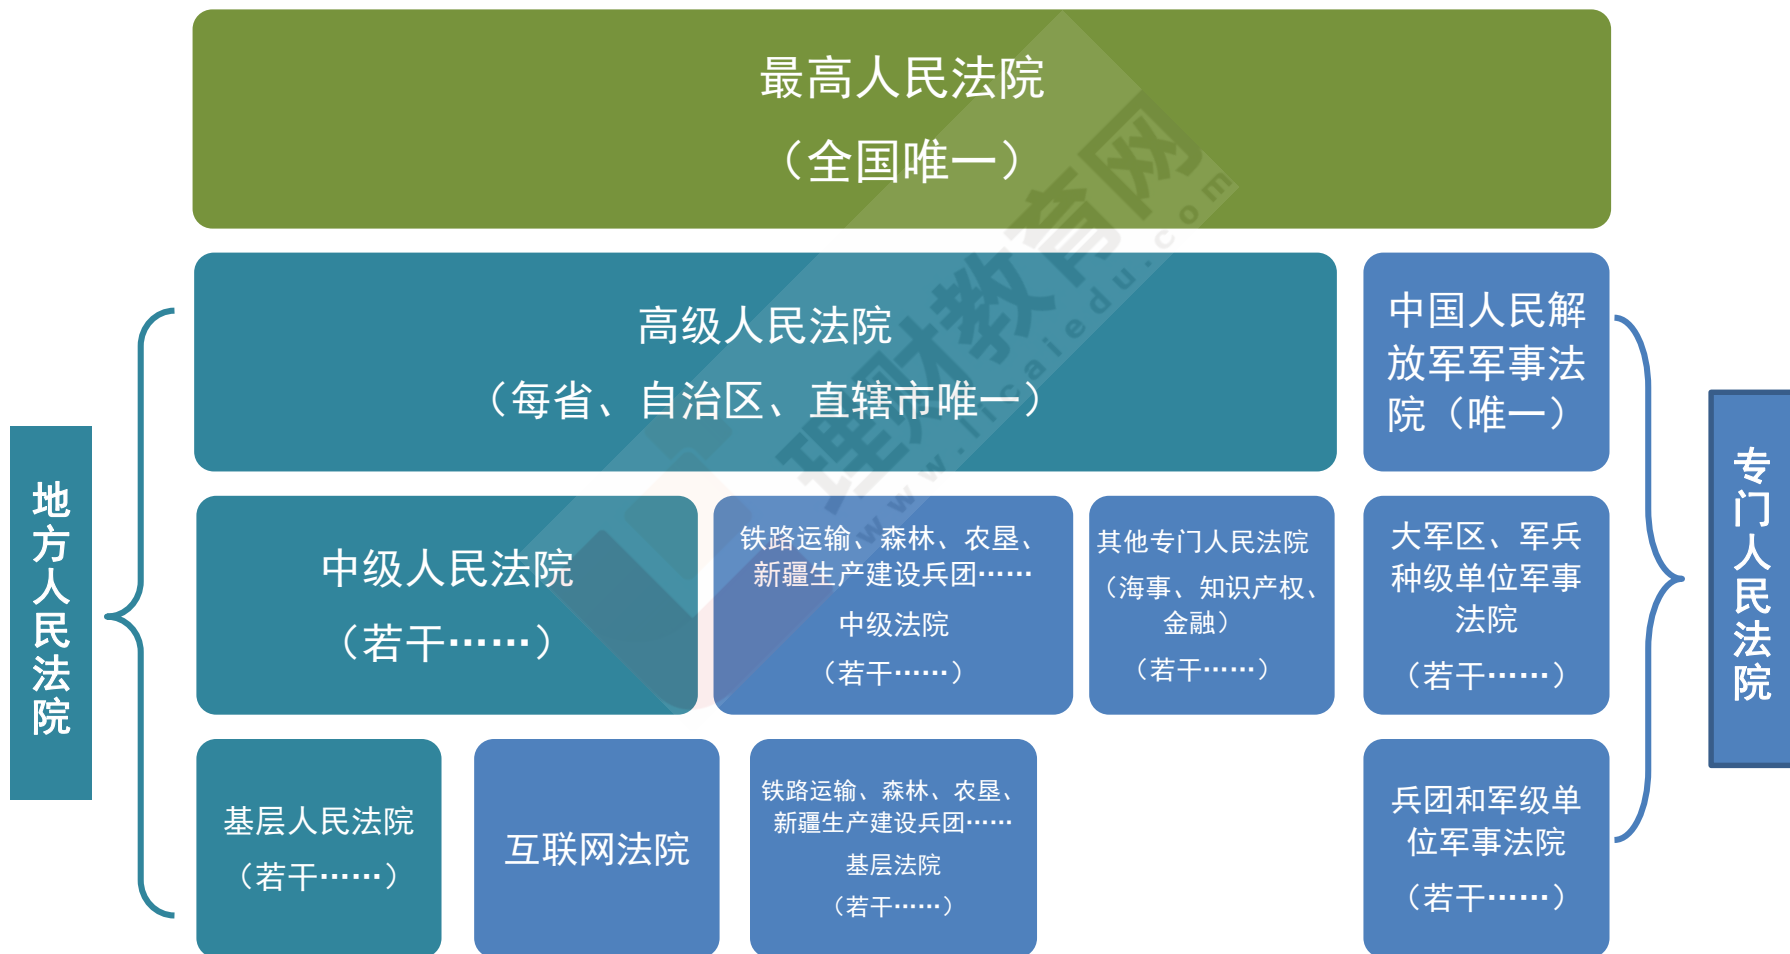 最高人民法院
（全国唯一）
高级人民法院
（每省、自治区、直辖市唯一）
中国人民解
放军军事法
院（唯一）
地方人民法院
专门人民法院
中级人民法院
（若干……）
铁路运输、森林、农垦、
新疆生产建设兵团……
中级法院
（若干……）
其他专门人民法院
（海事、知识产权、
金融）
（若干……）
大军区、军兵
种级单位军事
法院
（若干……）
基层人民法院
（若干……）
互联网法院
铁路运输、森林、农垦、
新疆生产建设兵团……
基层法院
（若干……）
兵团和军级单
位军事法院
（若干……）
理财教育网
www.licaiedu.com